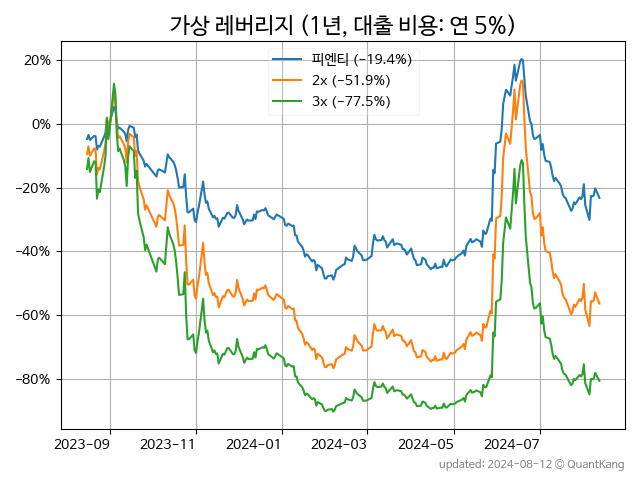 가상 레버리지 (1년, 대출 비용: 연 5%)
피엔티 (−19.4%)
2x (−51.9%)
3x (−77.5%)
20%
0%
−20%
−40%
−60%
−80%
2023-09 2023-11 2024-01 2024-03 2024-05 2024-07
updated: 2024-08-12 © QuantKang